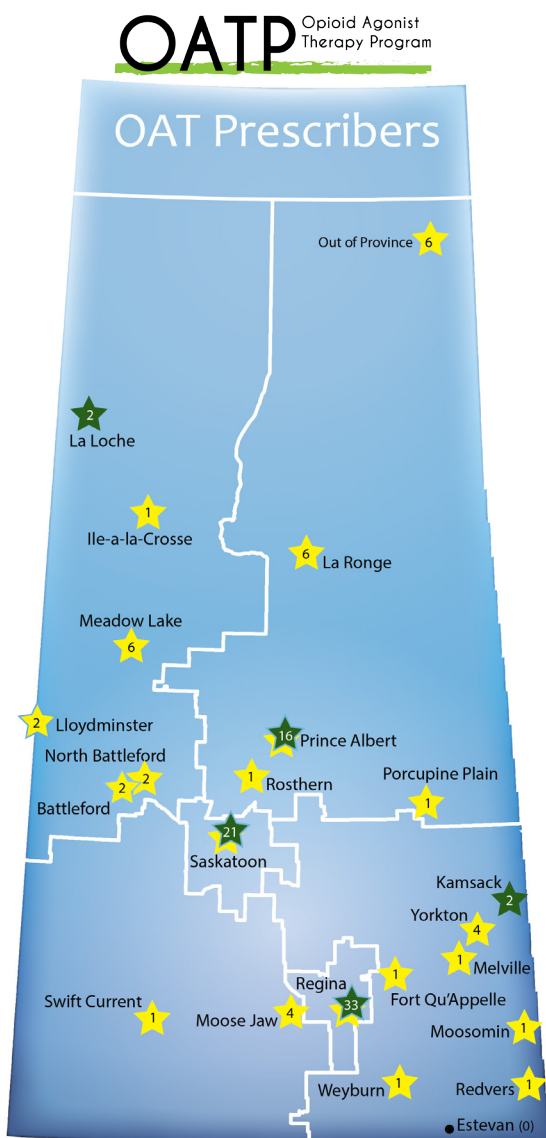 OATP
Opioid Agonist
Therapy Program
OAT Prescribers
Out of Province
6
2
La Loche
1
Ile-a-la-Crosse
6
La Ronge
Meadow Lake
6
2
Lloydminster
16
Prince Albert
North Battleford
2
2
Battleford
1
Rosthern
Porcupine Plain
1
21
Saskatoon
Kamsack
2
Yorkton
4
1
Melville
Regina
33
1
Fort Qu'Appelle
Swift Current
1
Moose Jaw
4
Moosomin
1
Weyburn
1
Redvers
1
Estevan (0)